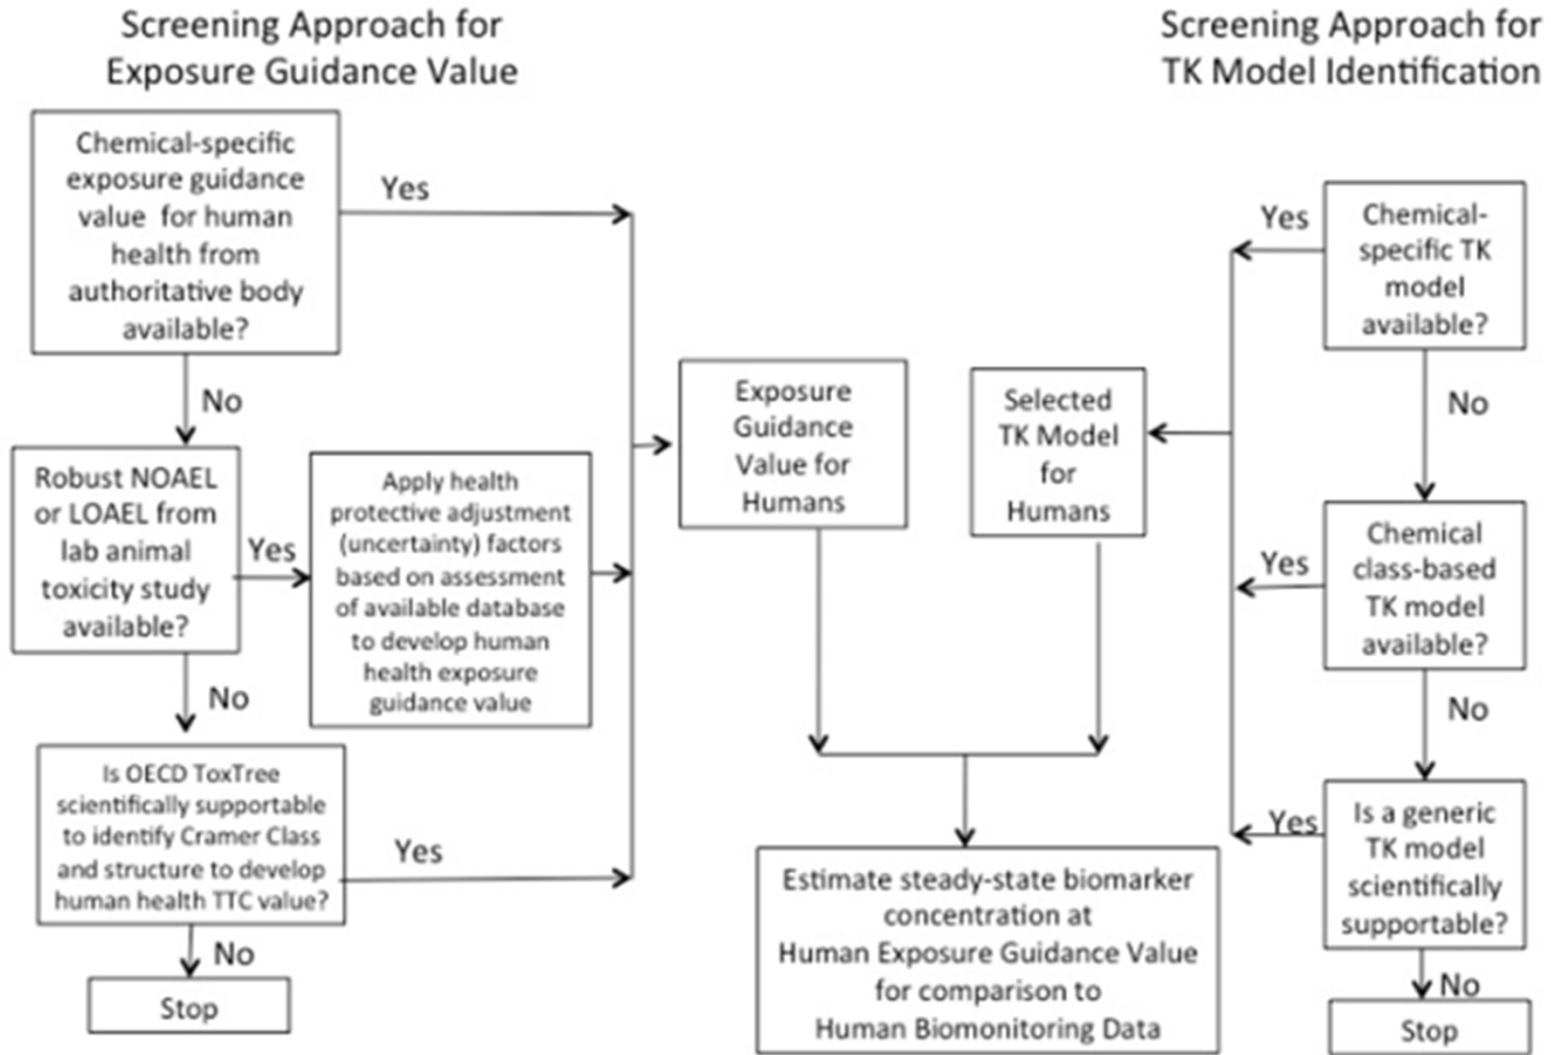 Screening Approach for
Exposure Guidance Value
Chemical-specific
exposure guidance
value for human
health from
authoritative body
available?
Yes
No
Robust NOAEL
or LOAEL from
lab animal
toxicity study
available?
Yes
Apply health
protective adjustment
(uncertainty) factors
based on assessment
of available database
to develop human
health exposure
guidance value
No
Is OECD ToxTree
scientifically supportable
to identify Cramer Class
and structure to develop
human health TTC value?
Yes
No
Stop
Exposure
Guidance
Value for
Humans
Selected
TK Model
for
Humans
Estimate steady-state biomarker
concentration at
Human Exposure Guidance Value
for comparison to
Human Biomonitoring Data
Screening Approach for
TK Model Identification
Chemical-
specific TK
model
available?
Yes
No
Chemical
class-based
TK model
available?
Yes
No
Is a generic
TK model
scientifically
supportable?
Yes
No
Stop